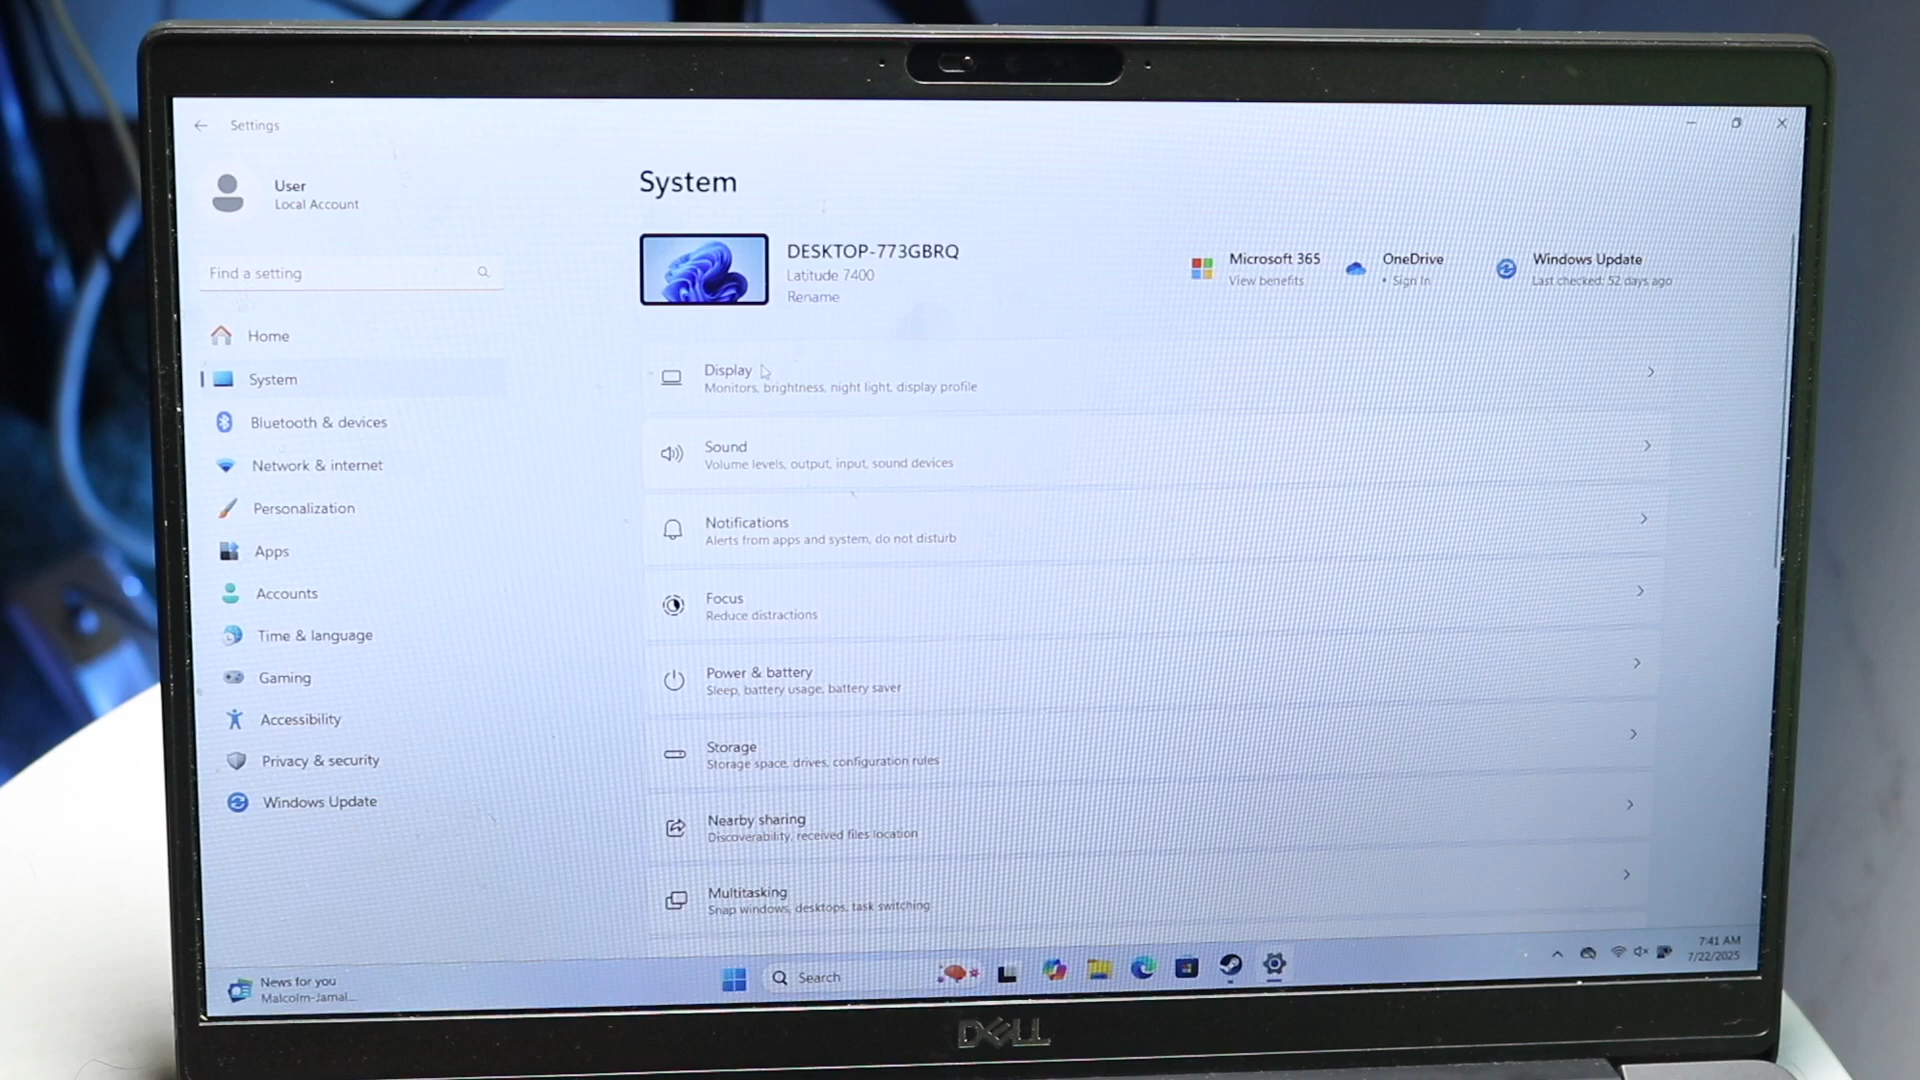 Settings
User
Local Account
Find a setting
Home
System
Bluetooth & devices
Network & internet
Personalization
Apps
Accounts
Time & language
Gaming
Accessibility
Privacy & security
Windows Update
System
DESKTOP-773GBRQ
Latitude 7400
Rename
Microsoft 365
View benefits
OneDrive
• Sign In
Windows Update
Last checked: 52 days ago
Display
Monitors, brightness, night light, display profile
Sound
Volume levels, output, input, sound devices
Notifications
Alerts from apps and system, do not disturb
Focus
Reduce distractions
Power & battery
Sleep, battery usage, battery saver
Storage
Storage space, drives, configuration rules
Nearby sharing
Discoverability, received files location
Multitasking
Snap windows, desktops, task switching
News for you
Malcolm-Jamal...
Search
7:41 AM
7/22/2025
DELL